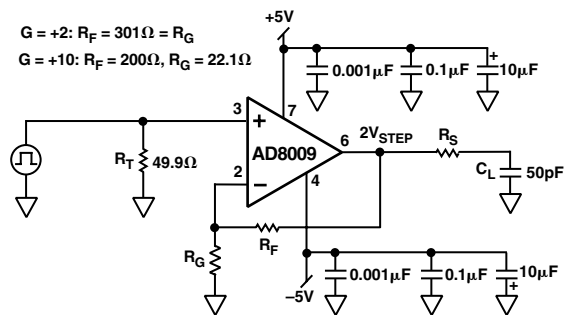 G = +2: RF = 301Ω = RG
G = +10: RF = 200Ω, RG = 22.1Ω
+5V
0.001μF
0.1μF
+
10μF
7
3
+
AD8009
6
2VSTEP
RS
RT
49.9Ω
2
−
4
CL
50pF
RF
RG
0.001μF
0.1μF
10μF
+
–5V